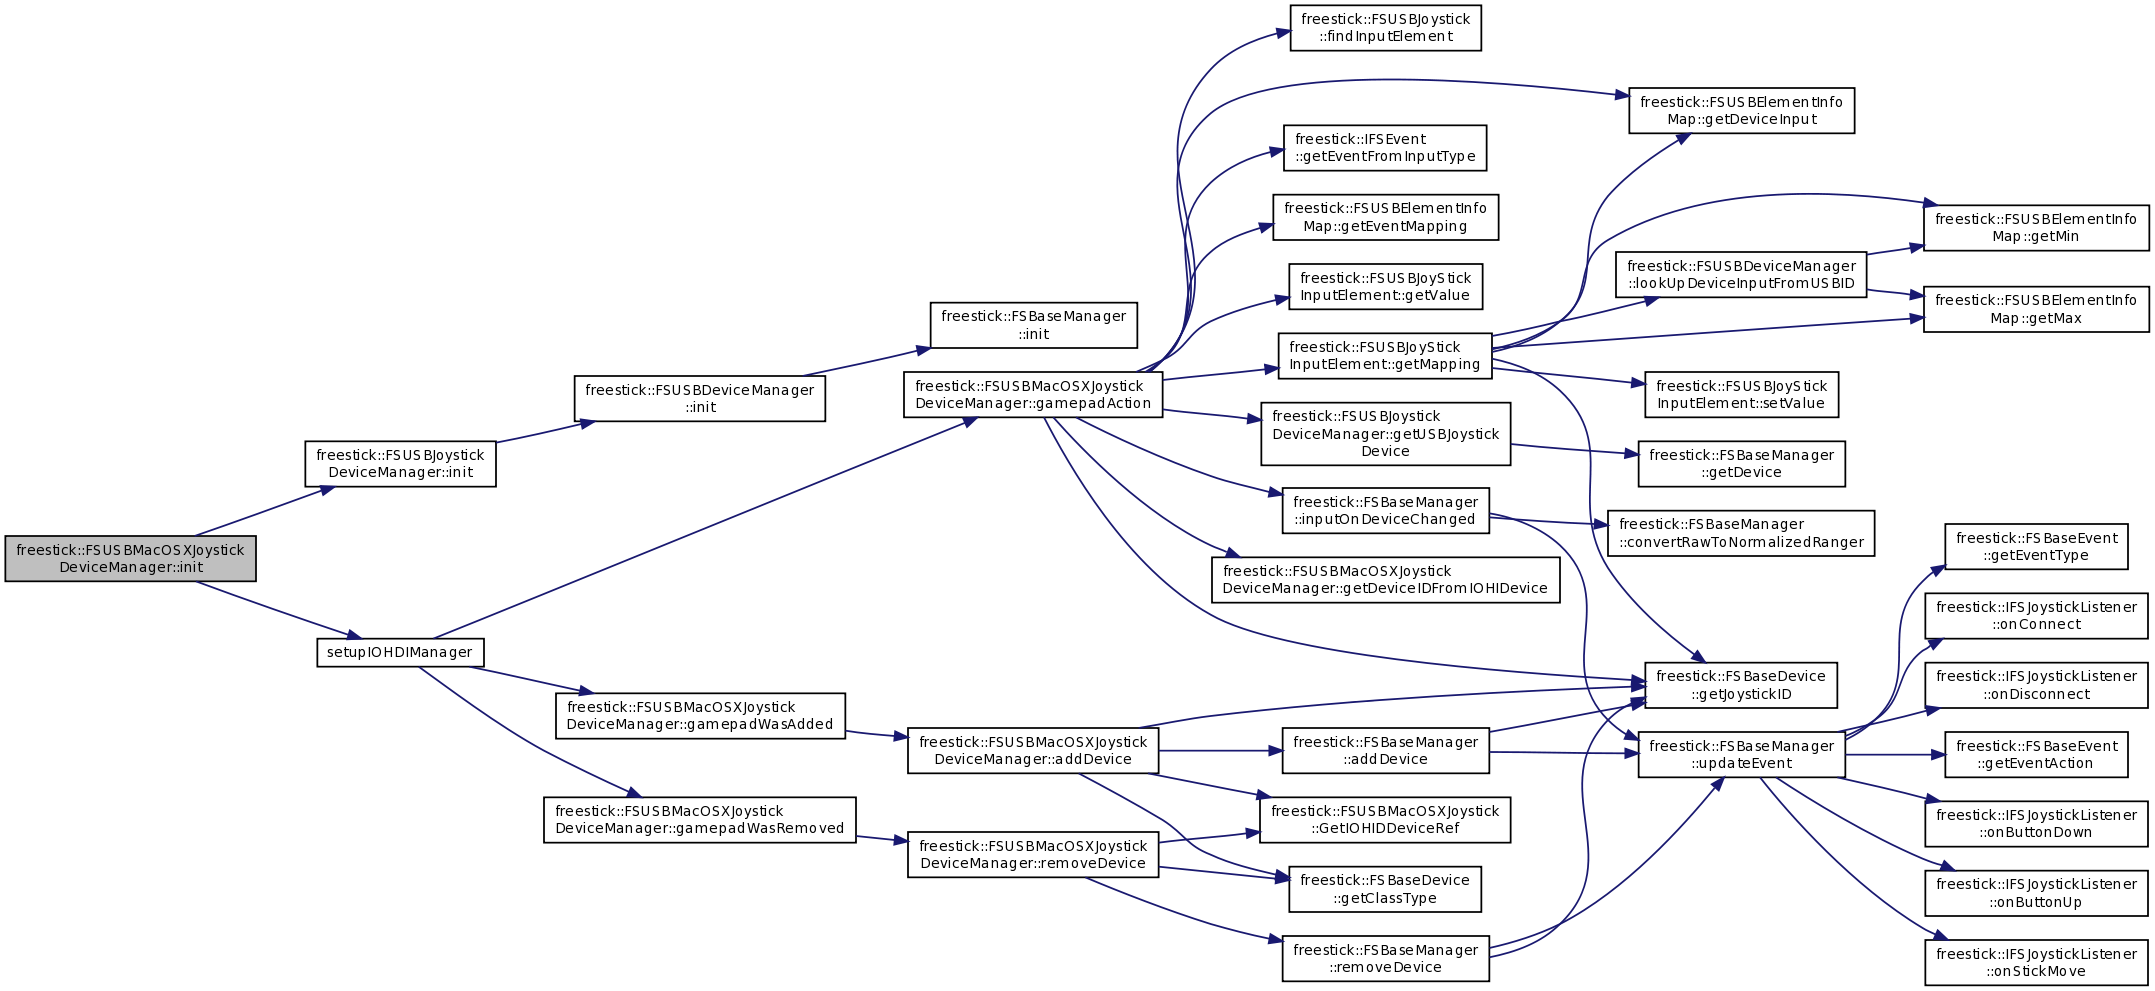 freestick::FSUSBMacOSXJoystick
DeviceManager::init
freestick::FSUSBJoystick
DeviceManager::init
setupIOHDIManager
freestick::FSUSBDeviceManager
::init
freestick::FSUSBMacOSXJoystick
DeviceManager::gamepadWasAdded
freestick::FSUSBMacOSXJoystick
DeviceManager::gamepadWasRemoved
freestick::FSBaseManager
::init
freestick::FSUSBMacOSXJoystick
DeviceManager::gamepadAction
freestick::FSUSBMacOSXJoystick
DeviceManager::addDevice
freestick::FSUSBMacOSXJoystick
DeviceManager::removeDevice
freestick::FSUSBJoystick
::findInputElement
freestick::IFSEvent
::getEventFromInputType
freestick::FSUSBElementInfo
Map::getEventMapping
freestick::FSUSBJoyStick
InputElement::getValue
freestick::FSUSBJoyStick
InputElement::getMapping
freestick::FSUSBJoystick
DeviceManager::getUSBJoystick
Device
freestick::FSBaseManager
::inputOnDeviceChanged
freestick::FSUSBMacOSXJoystick
DeviceManager::getDeviceIDFromIOHIDevice
freestick::FSBaseManager
::addDevice
freestick::FSUSBMacOSXJoystick
::GetIOHIDDeviceRef
freestick::FSBaseDevice
::getClassType
freestick::FSBaseManager
::removeDevice
freestick::FSUSBElementInfo
Map::getDeviceInput
freestick::FSUSBDeviceManager
::lookUpDeviceInputFromUSBID
freestick::FSUSBJoyStick
InputElement::setValue
freestick::FSBaseManager
::getDevice
freestick::FSBaseManager
::convertRawToNormalizedRanger
freestick::FSBaseDevice
::getJoystickID
freestick::FSBaseManager
::updateEvent
freestick::FSUSBElementInfo
Map::getMin
freestick::FSUSBElementInfo
Map::getMax
freestick::FSBaseEvent
::getEventType
freestick::IFSJoystickListener
::onConnect
freestick::IFSJoystickListener
::onDisconnect
freestick::FSBaseEvent
::getEventAction
freestick::IFSJoystickListener
::onButtonDown
freestick::IFSJoystickListener
::onButtonUp
freestick::IFSJoystickListener
::onStickMove